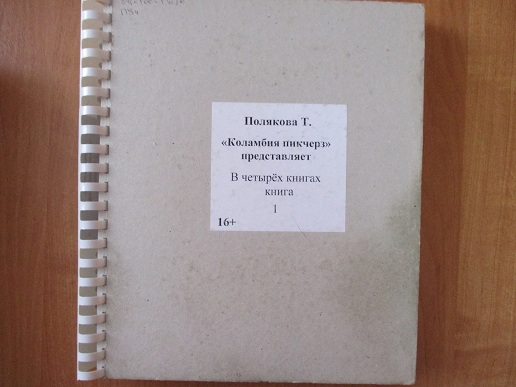 Полякова Т.
«Коламбия пикчерз»
представляет
В четырёх книгах
книга
1
16+